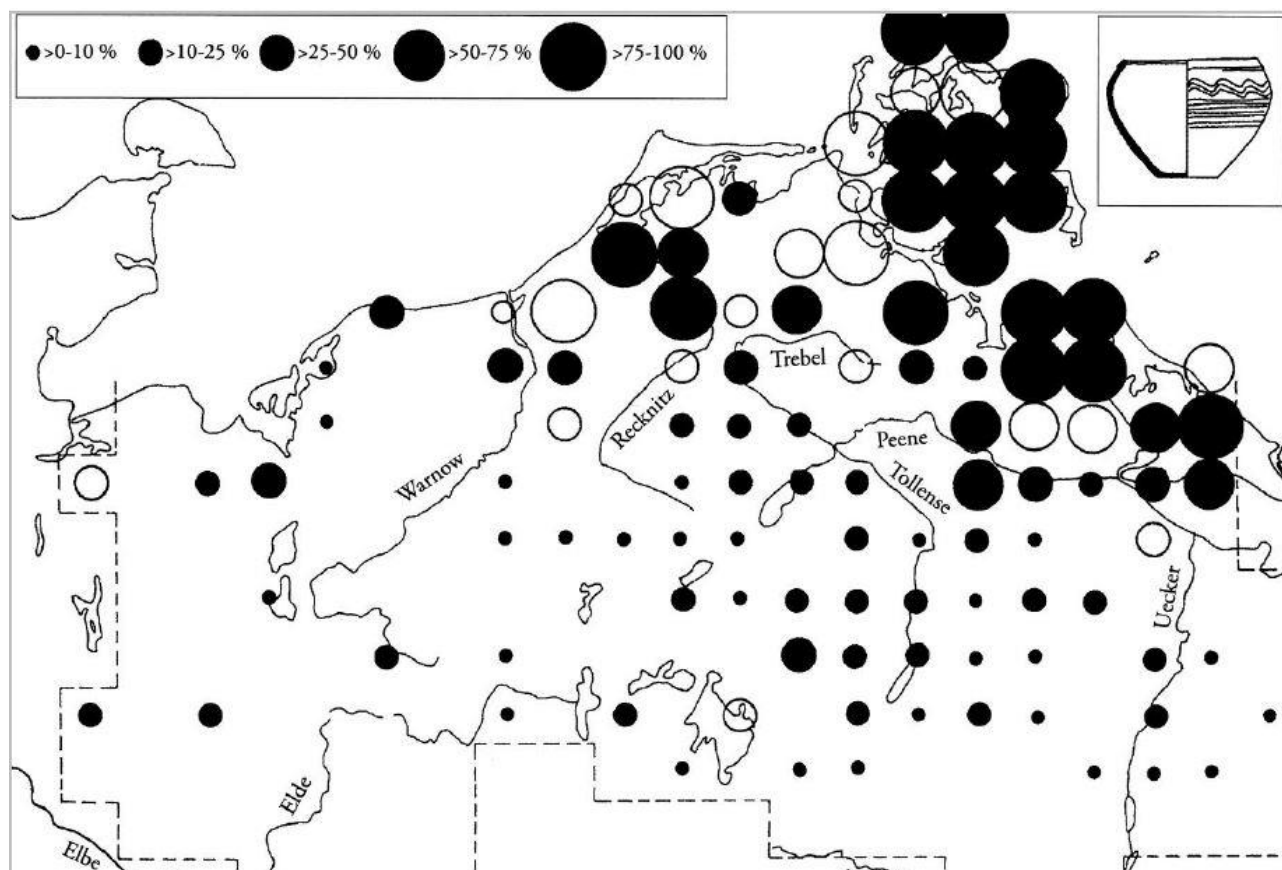 >0-10 % >10-25 % >25-50 % >50-75 % >75-100 %
Trebel
Recknitz
Peene
Warnow
Tollense
Uecker
Elde
Elbe